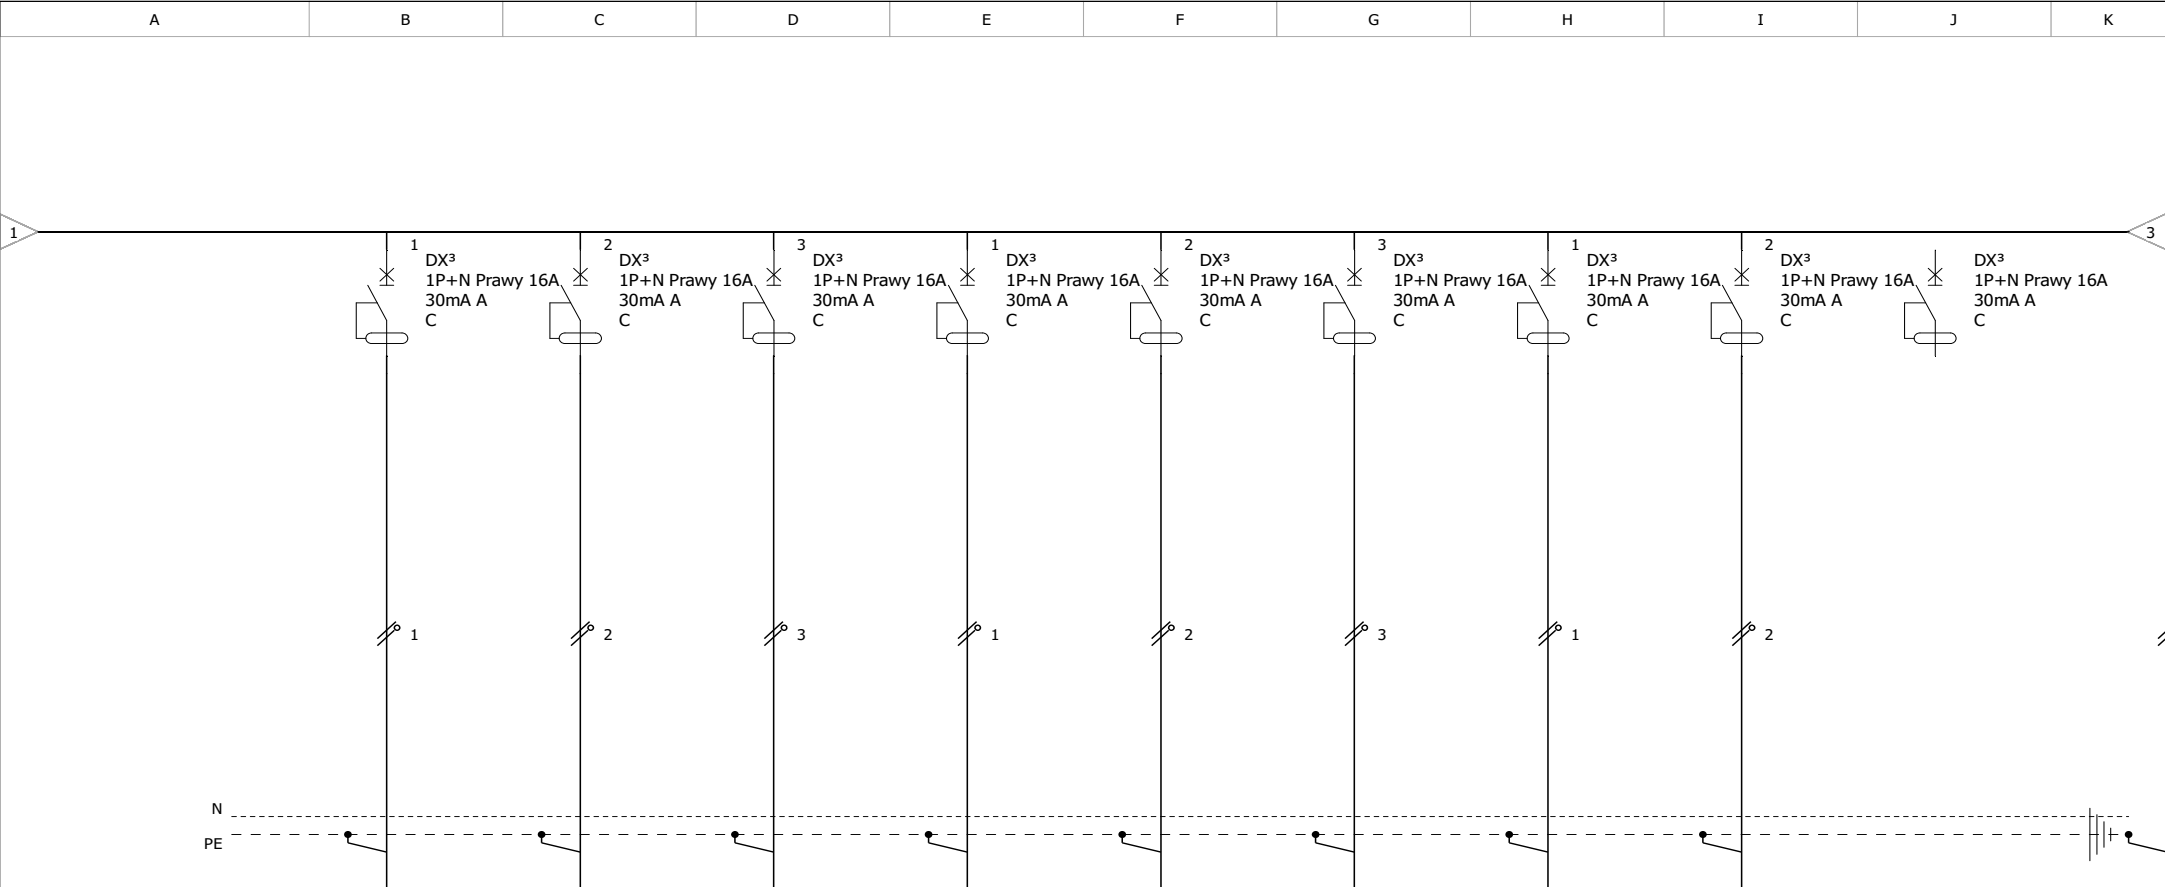 A B C D E F G H I J K
1 3
1 2 3 1 2 3 1 2
DX³ DX³ DX³ DX³ DX³ DX³ DX³ DX³ DX³
1P+N Prawy 16A 1P+N Prawy 16A 1P+N Prawy 16A 1P+N Prawy 16A 1P+N Prawy 16A 1P+N Prawy 16A 1P+N Prawy 16A 1P+N Prawy 16A 1P+N Prawy 16A
30mA A 30mA A 30mA A 30mA A 30mA A 30mA A 30mA A 30mA A 30mA A
C C C C C C C C C
1 2 3 1 2 3 1 2
N
PE